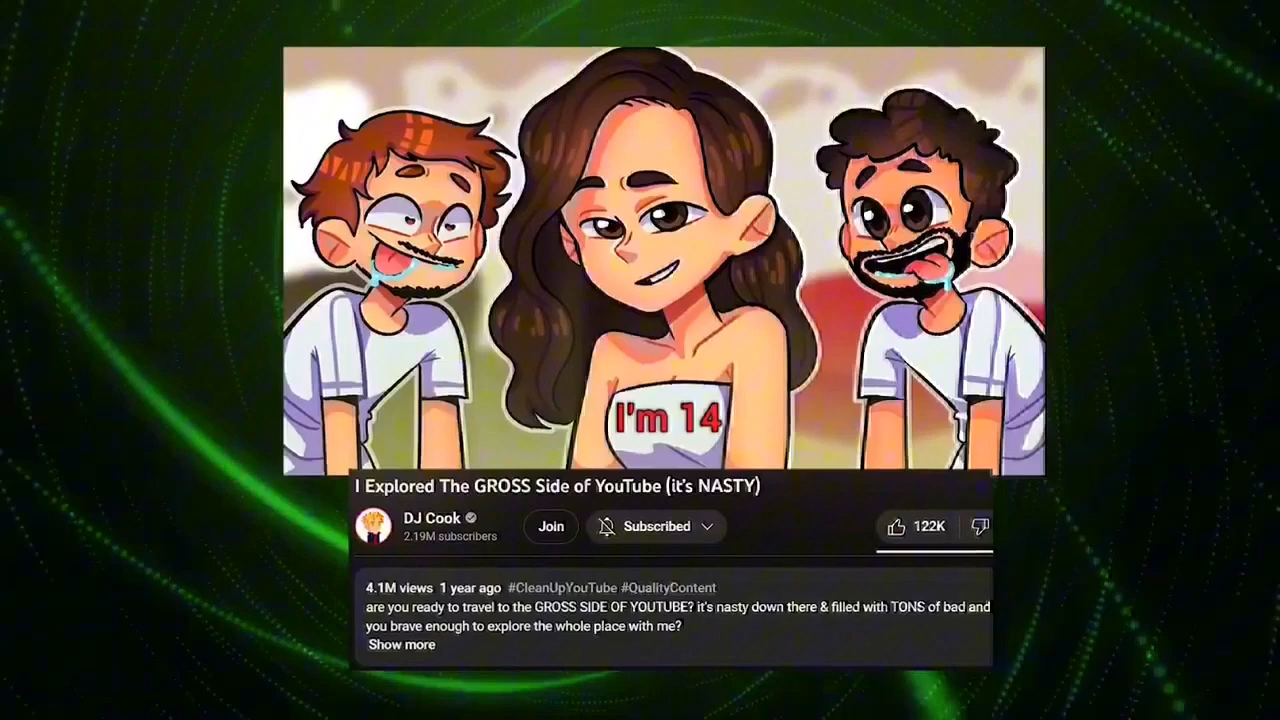 I'm 14
I Explored The GROSS Side of YouTube (it's NASTY)
DJ Cook
2.19M subscribers
Join
Subscribed
122K
4.1M views 1 year ago #CleanUpYouTube #QualityContent
are you ready to travel to the GROSS SIDE OF YOUTUBE? it's nasty down there & filled with TONS of bad and
you brave enough to explore the whole place with me?
Show more